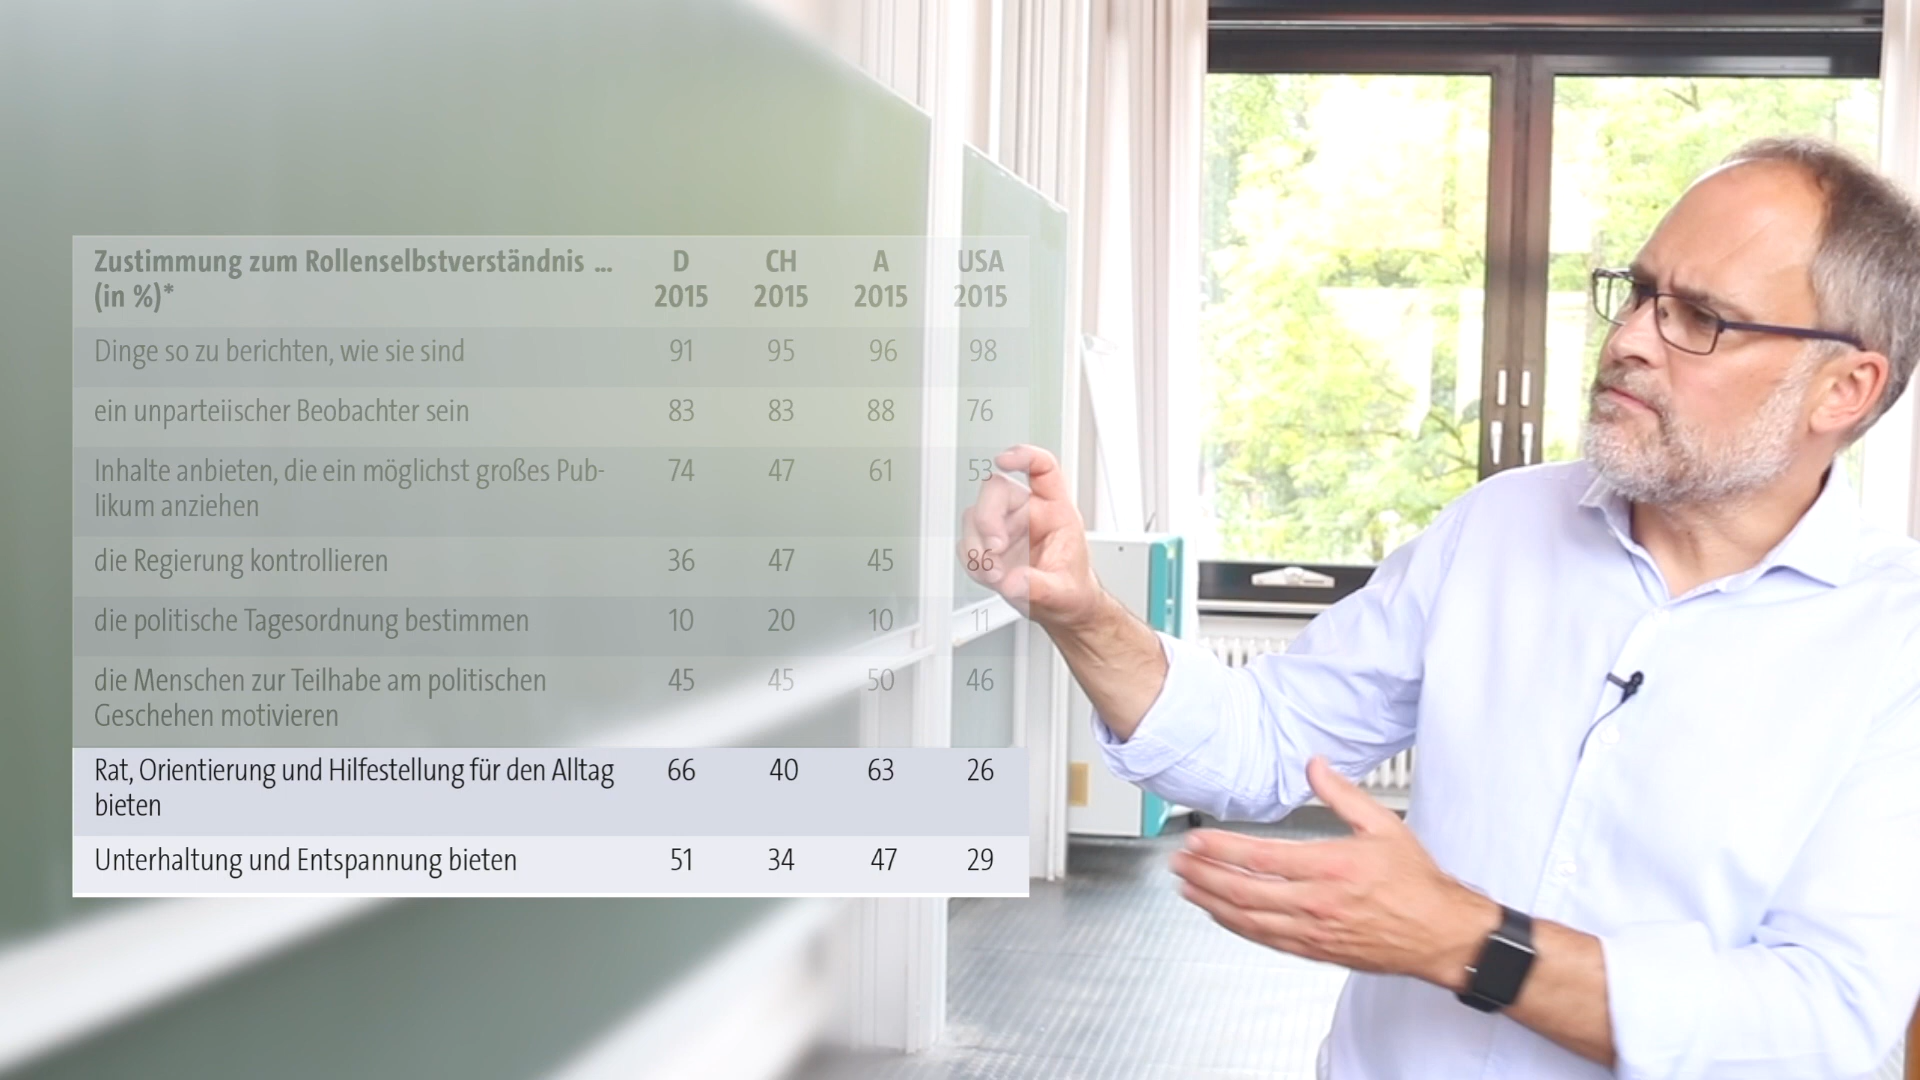 Zustimmung zum Rollenselbstverständnis ... D CH A USA
(in %)* 2015 2015 2015 2015
Dinge so zu berichten, wie sie sind 91 95 96 98
ein unparteiischer Beobachter sein 83 83 88 76
Inhalte anbieten, die ein möglichst großes Pub- 74 47 61 53
likum anziehen
die Regierung kontrollieren 36 47 45 86
die politische Tagesordnung bestimmen 10 20 10 11
die Menschen zur Teilhabe am politischen 45 45 50 46
Geschehen motivieren
Rat, Orientierung und Hilfestellung für den Alltag 66 40 63 26
bieten
Unterhaltung und Entspannung bieten 51 34 47 29